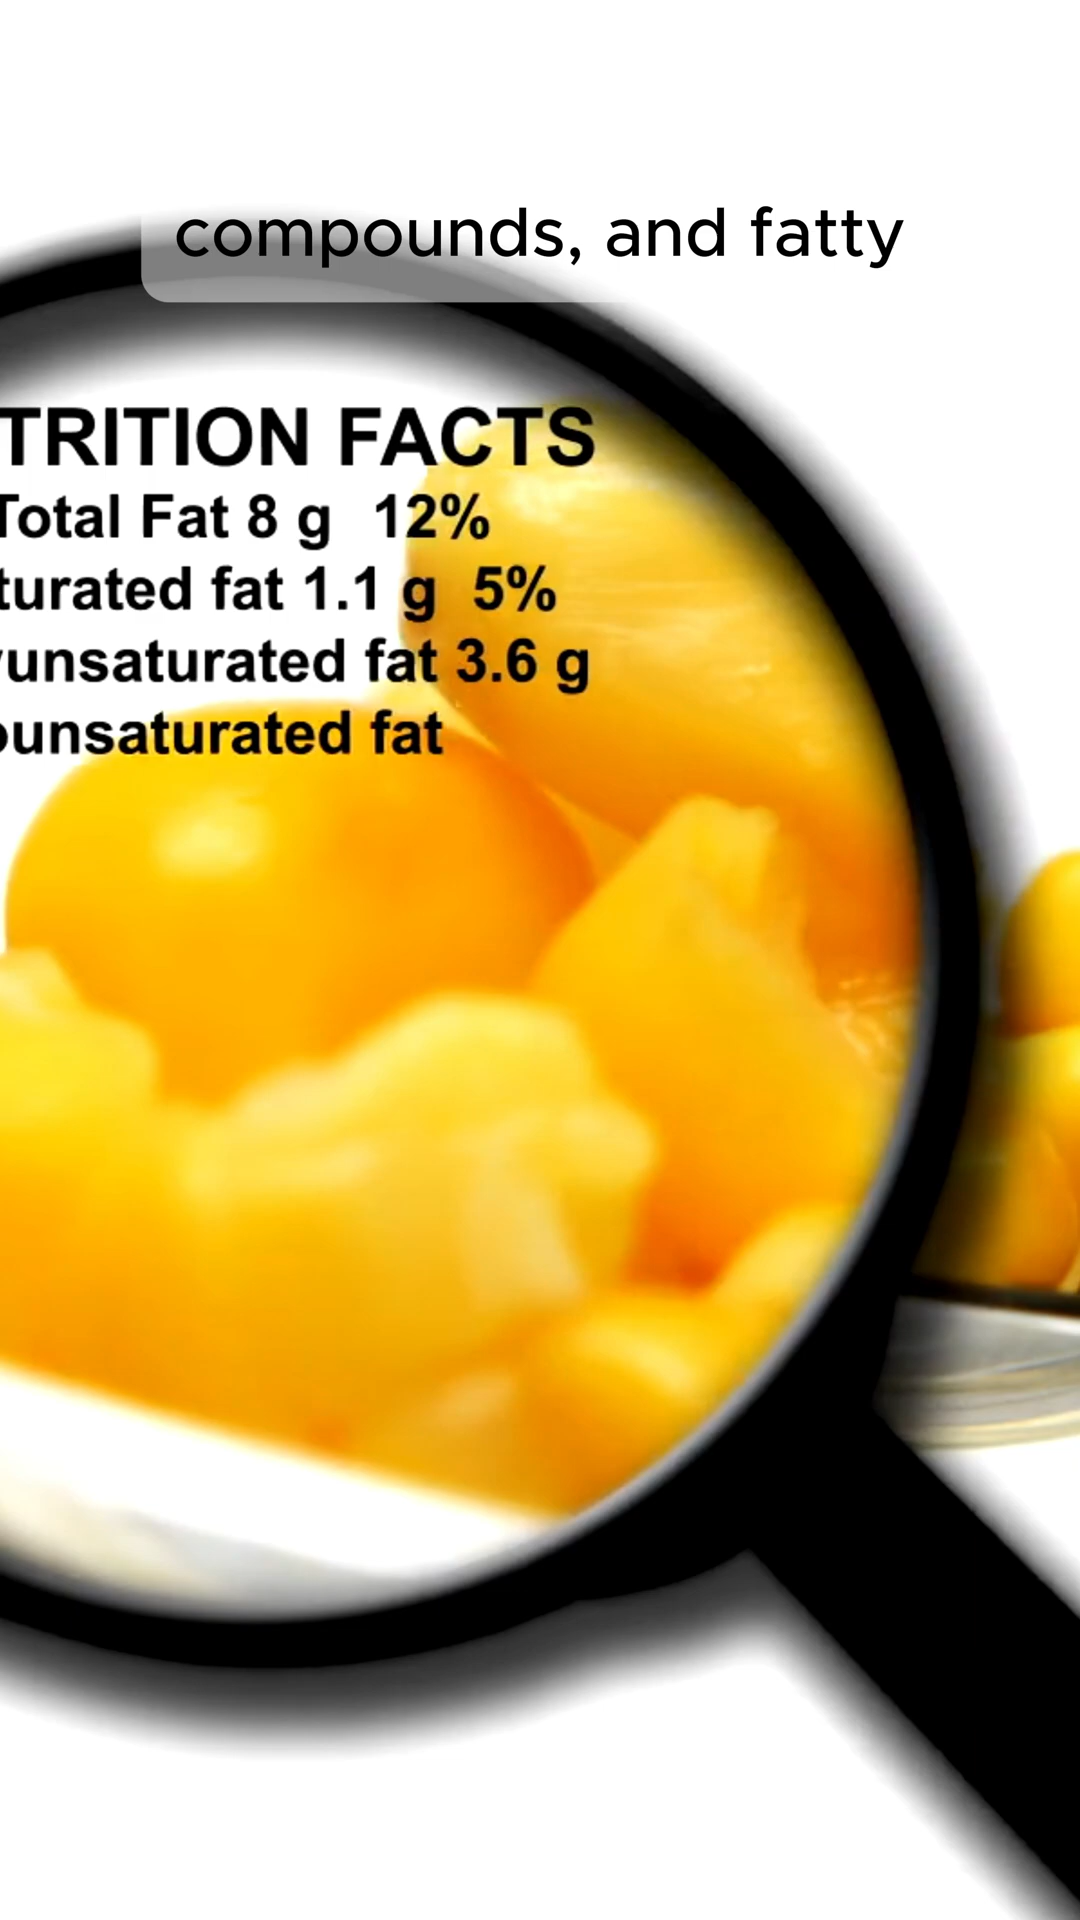 compounds, and fatty
TRITION FACTS
Total Fat 8 g 12%
turated fat 1.1 g 5%
unsaturated fat 3.6 g
ounsaturated fat